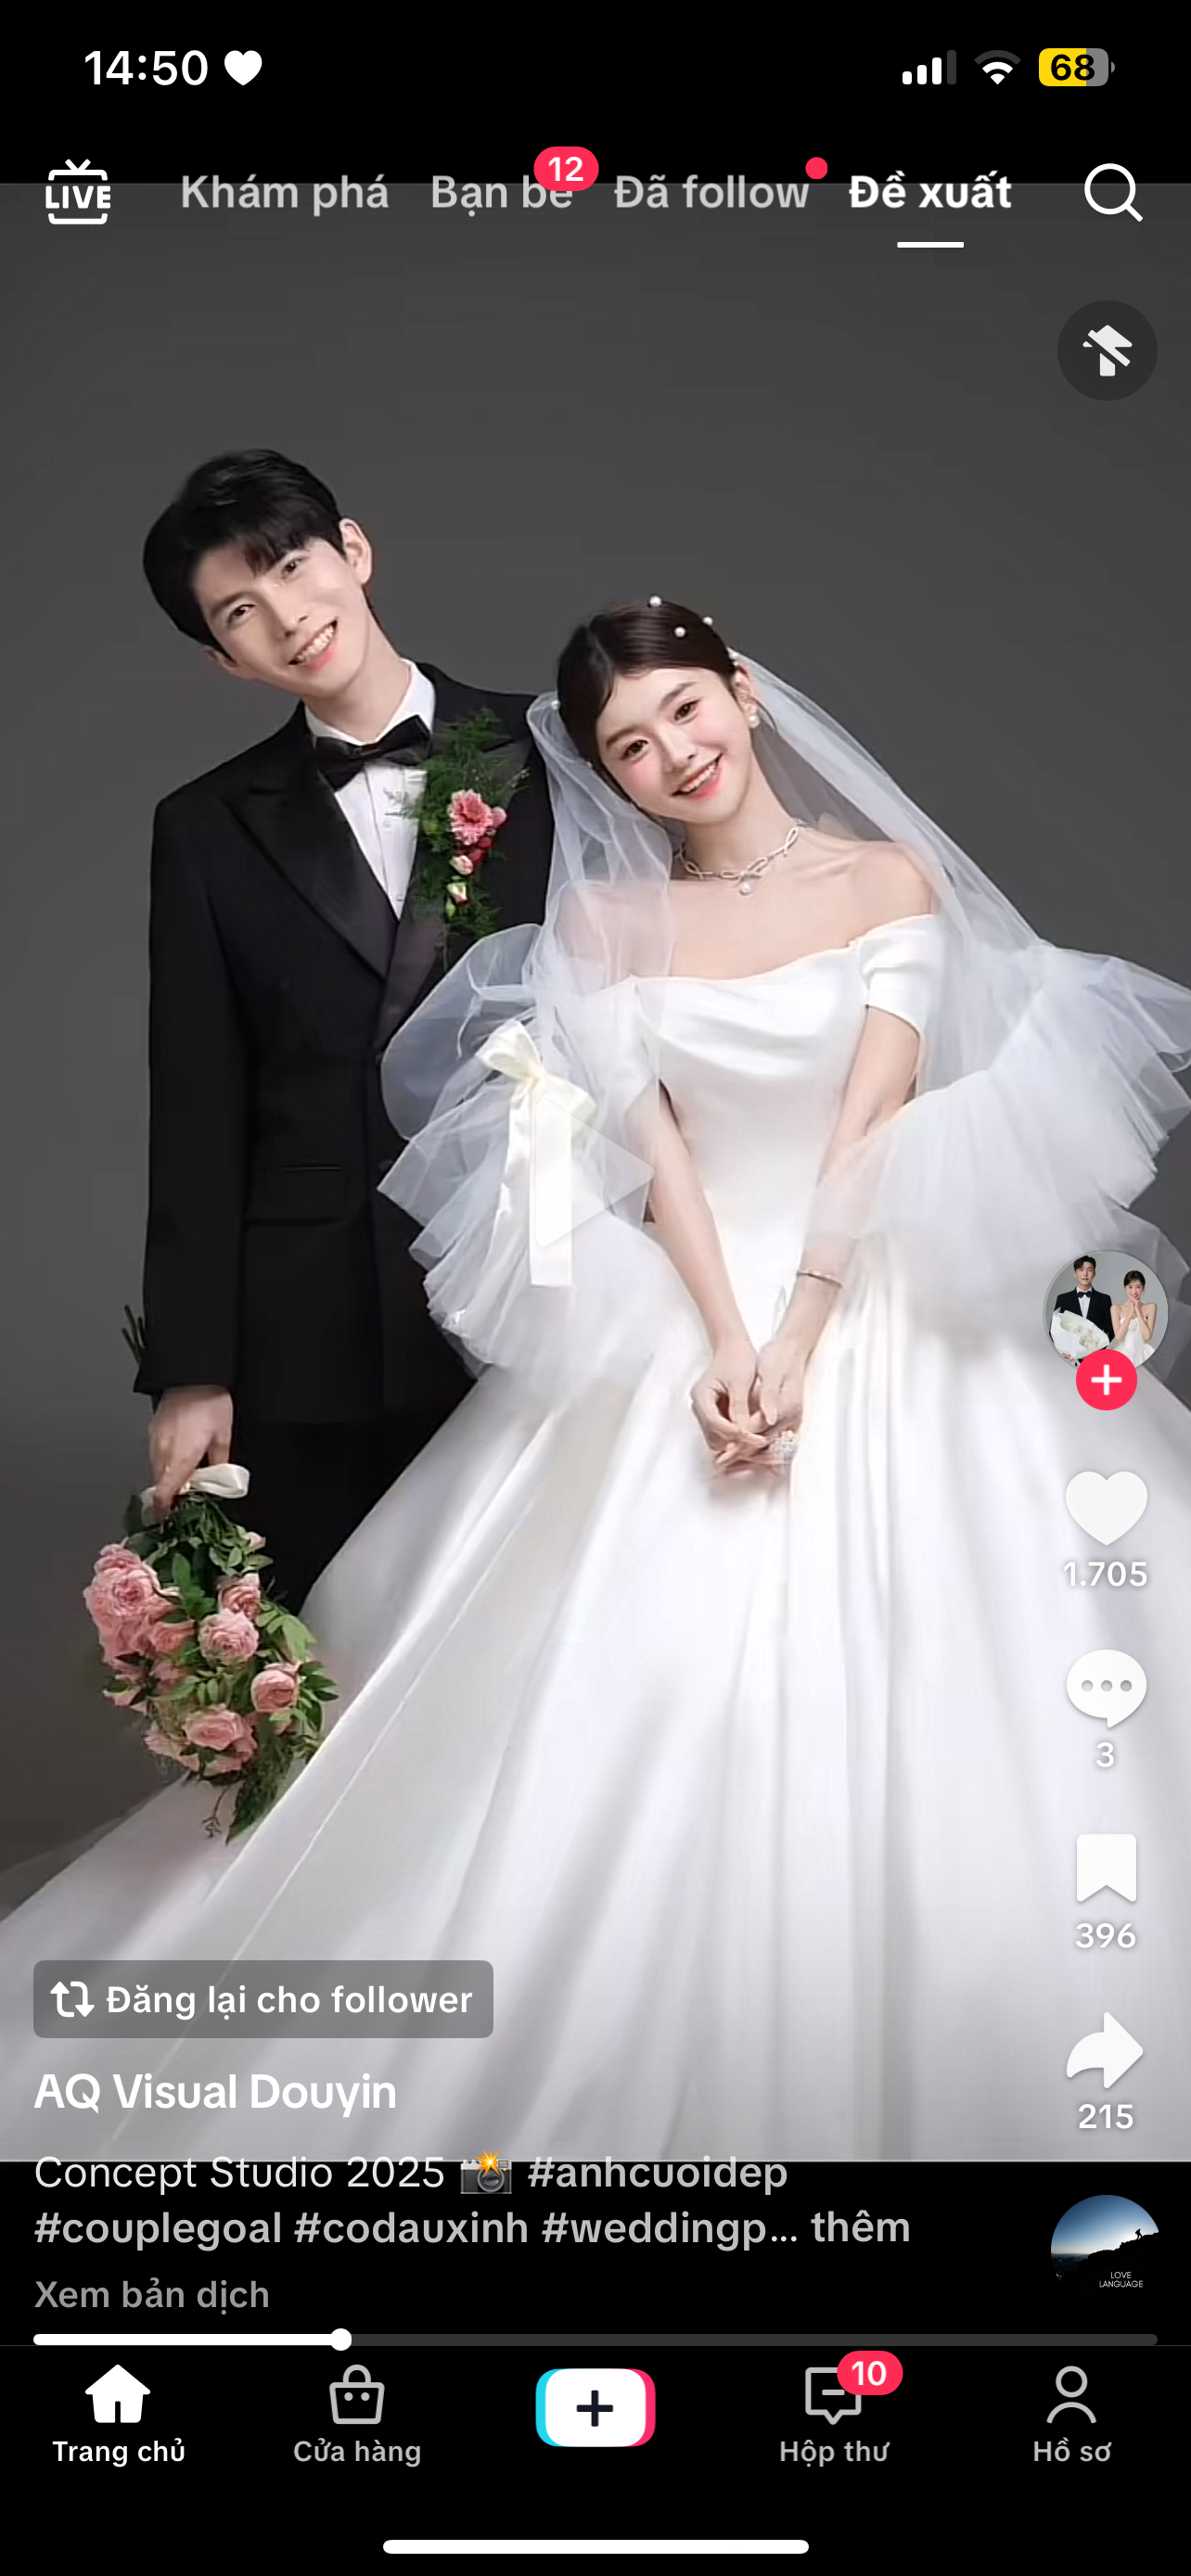 14:50
68
LIVE
Khám phá
Bạn bè
12
Đã follow
Đề xuất
1.705
3
396
215
Đăng lại cho follower
AQ Visual Douyin
Concept Studio 2025 📸 #anhcuoidep
#couplegoal #codauxinh #weddingp... thêm
LOVE
LANGUAGE
Xem bản dịch
Trang chủ
Cửa hàng
10
Hộp thư
Hồ sơ